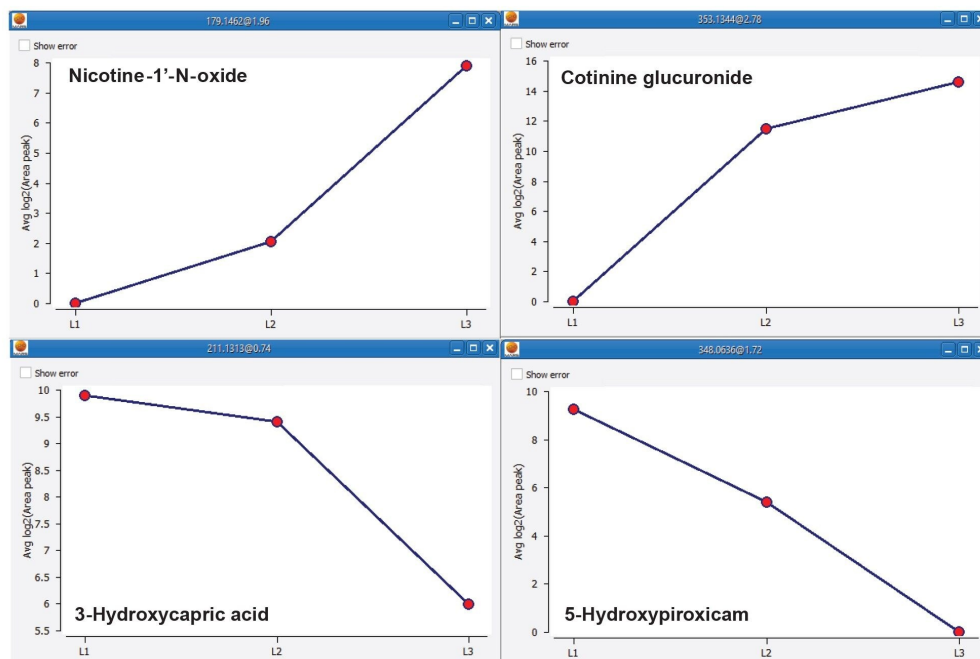 179.1462@1.96
Show error
Nicotine-1’-N-oxide
Avg log2(Area peak)
8
7
6
5
4
3
2
1
0
L1
L2
L3
353.1344@2.78
Show error
Cotinine glucuronide
Avg log2(Area peak)
16
14
12
10
8
6
4
2
0
L1
L2
L3
211.1313@0.74
Show error
Avg log2(Area peak)
10
9.5
9
8.5
8
7.5
7
6.5
6
5.5
3-Hydroxycapric acid
L1
L2
L3
348.0636@1.72
Show error
Avg log2(Area peak)
10
8
6
4
2
0
5-Hydroxypiroxicam
L1
L2
L3